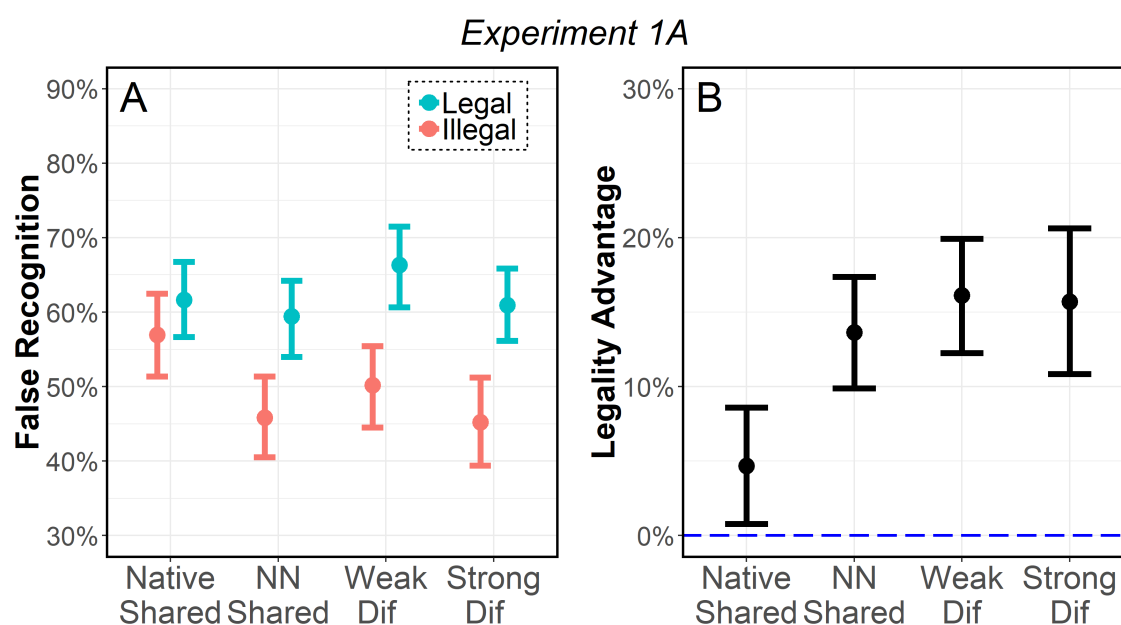 Experiment 1A
A
Legal
Illegal
False Recognition
90%
80%
70%
60%
50%
40%
30%
Native Shared
NN Shared
Weak Dif
Strong Dif
B
Legality Advantage
30%
20%
10%
0%
Native Shared
NN Shared
Weak Dif
Strong Dif